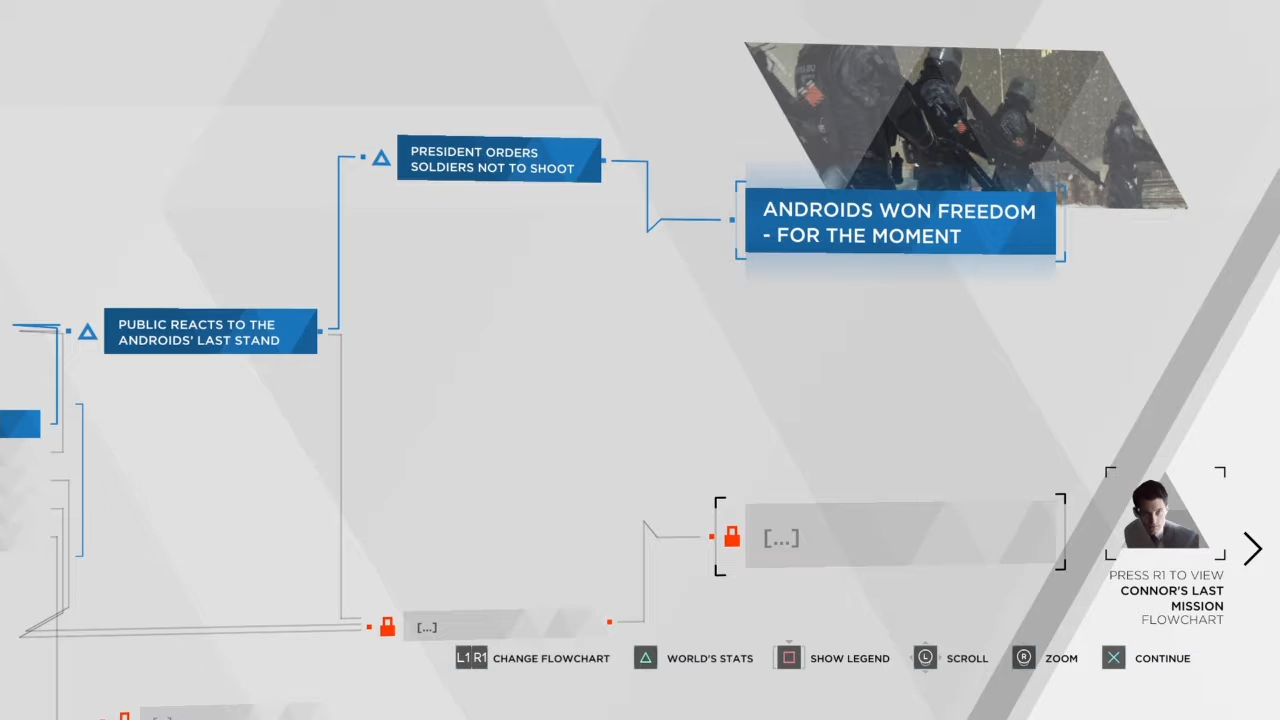 PRESIDENT ORDERS
SOLDIERS NOT TO SHOOT
ANDROIDS WON FREEDOM
- FOR THE MOMENT
PUBLIC REACTS TO THE
ANDROIDS' LAST STAND
[...]
PRESS R1 TO VIEW
CONNOR'S LAST
MISSION
FLOWCHART
[...]
L1 R1 CHANGE FLOWCHART
WORLD'S STATS
SHOW LEGEND
L SCROLL
R ZOOM
CONTINUE